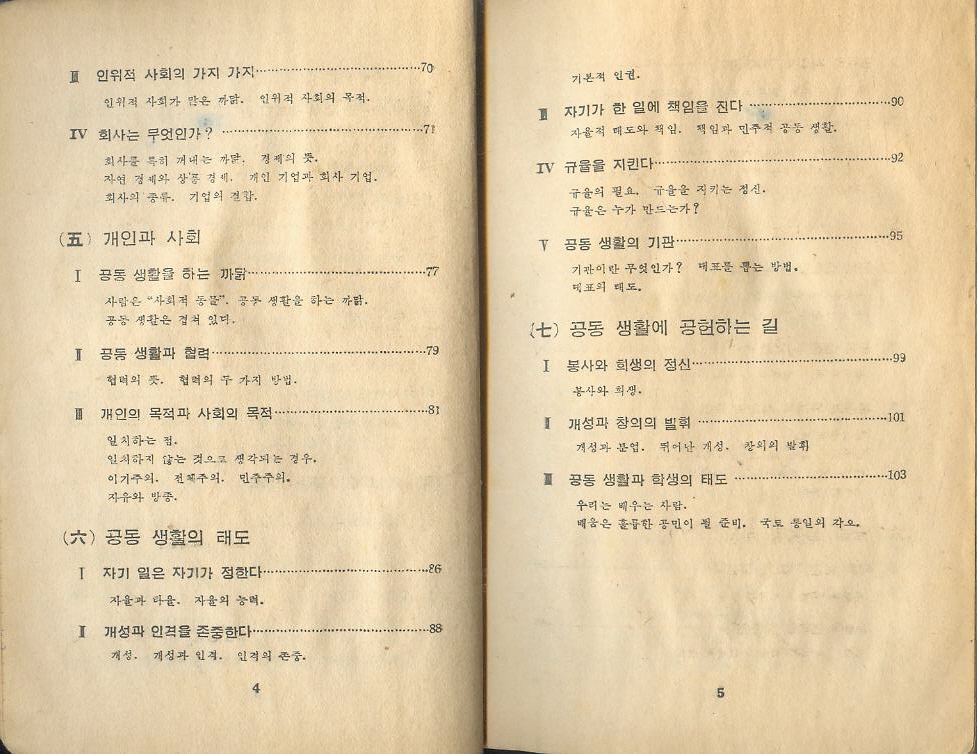 Ⅲ 인위적 사회의 가지 가지 70
인위적 사회가 많은 까닭. 인위적 사회의 목적.
Ⅳ 회사는 무엇인가? 71
회사를 특히 꺼내는 까닭. 경제의 뜻.
자연 경제와 상품 경제. 개인 기업과 회사 기업.
회사의 종류. 기업의 결합.
(五) 개인과 사회
Ⅰ 공동 생활을 하는 까닭 77
사람은 "사회적 동물". 공동 생활을 하는 까닭.
공동 생활은 겹쳐 있다.
Ⅱ 공동 생활과 협력 79
협력의 뜻. 협력의 두 가지 방법.
Ⅲ 개인의 목적과 사회의 목적 81
일치하는 점.
일치하지 않는 것으로 생각되는 경우.
이기주의. 전체주의. 민주주의.
자유와 방종.
(六) 공동 생활의 태도
Ⅰ 자기 일은 자기가 정한다 86
자율과 타율. 자율의 능력.
Ⅱ 개성과 인격을 존중한다 88
개성. 개성과 인격. 인격의 존중.
4
기본적 인권.
Ⅲ 자기가 한 일에 책임을 진다 90
자율적 태도와 책임. 책임과 민주적 공동 생활.
Ⅳ 규율을 지킨다 92
규율의 필요. 규율을 지키는 정신.
규율은 누가 만드는가?
Ⅴ 공동 생활의 기관 95
기관이란 무엇인가? 대표를 뽑는 방법.
대표의 태도.
(七) 공동 생활에 공헌하는 길
Ⅰ 봉사와 희생의 정신 99
봉사와 희생.
Ⅱ 개성과 창의의 발휘 101
개성과 분업. 뛰어난 개성. 창의의 발휘
Ⅲ 공동 생활과 학생의 태도 103
우리는 배우는 사람.
배움은 훌륭한 공민이 될 준비. 국토 통일의 각오.
5